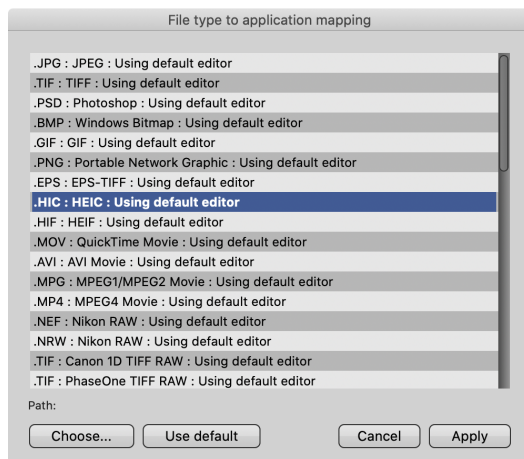 File type to application mapping
.JPG : JPEG : Using default editor
.TIF : TIFF : Using default editor
.PSD : Photoshop : Using default editor
.BMP : Windows Bitmap : Using default editor
.GIF : GIF : Using default editor
.PNG : Portable Network Graphic : Using default editor
.EPS : EPS-TIFF : Using default editor
.HIC : HEIC : Using default editor
.HIF : HEIF : Using default editor
.MOV : QuickTime Movie : Using default editor
.AVI : AVI Movie : Using default editor
.MPG : MPEG1/MPEG2 Movie : Using default editor
.MP4 : MPEG4 Movie : Using default editor
.NEF : Nikon RAW : Using default editor
.NRW : Nikon RAW : Using default editor
.TIF : Canon 1D TIFF RAW : Using default editor
.TIF : PhaseOne TIFF RAW : Using default editor
Path:
Choose... Use default Cancel Apply